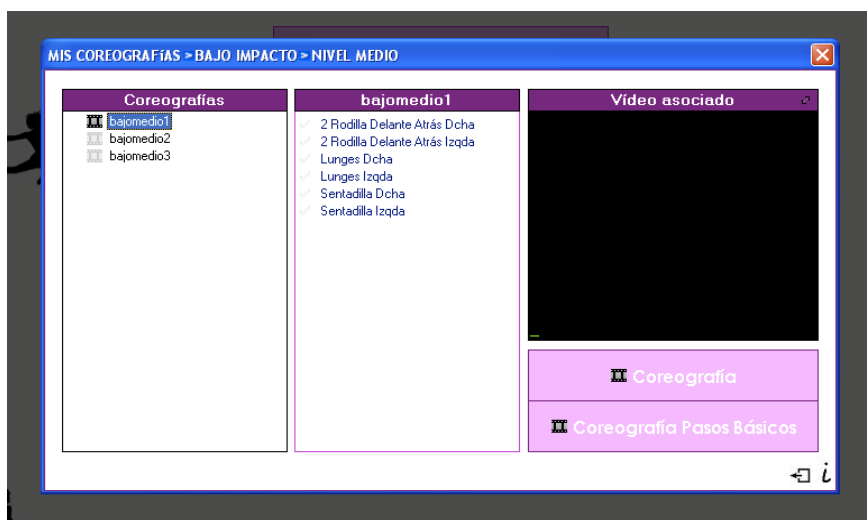 MIS COREOGRAFíAS > BAJO IMPACTO > NIVEL MEDIO
Coreografías
bajomedio1
bajomedio2
bajomedio3
bajomedio1
2 Rodilla Delante Atrás Dcha
2 Rodilla Delante Atrás Izqda
Lunges Dcha
Lunges Izqda
Sentadilla Dcha
Sentadilla Izqda
Vídeo asociado
Coreografía
Coreografía Pasos Básicos
i